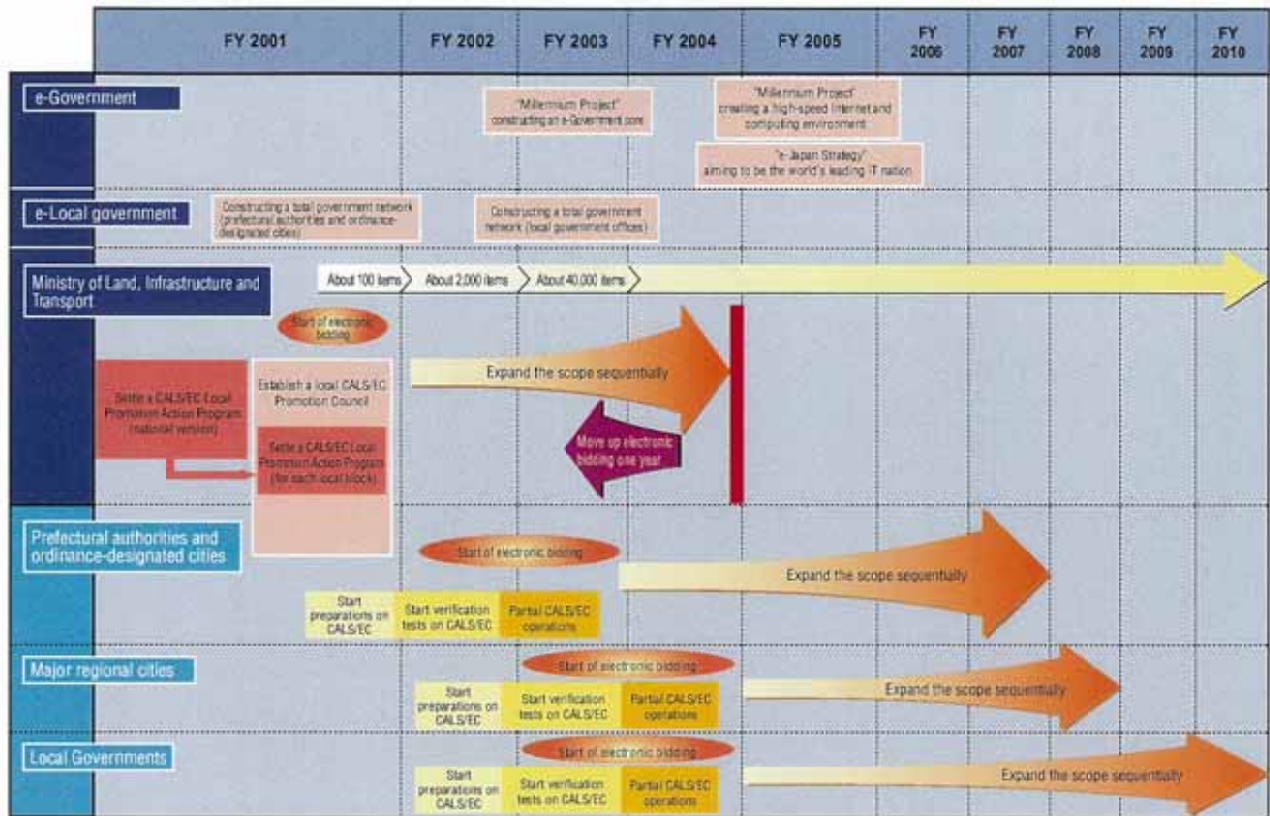 FY 2001
FY 2002
FY 2003
FY 2004
FY 2005
FY
2006
FY
2007
FY
2008
FY
2009
FY
2010
e-Government
"Millennium Project"
constructing an e-Government core
"Millennium Project"
creating a high-speed Internet and
computing environment
"e-Japan Strategy"
aiming to be the world's leading IT nation
e-Local government
Constructing a total government network
(prefectural authorities and ordinance-
designated cities)
Constructing a total government
network (local government offices)
Ministry of Land, Infrastructure and
Transport
About 100 items
About 2,000 items
About 40,000 items
Start of electronic
bidding
Expand the scope sequentially
Settle a CALS/EC Local
Promotion Action Program
(national version)
Establish a local CALS/EC
Promotion Council
Settle a CALS/EC Local
Promotion Action Program
(for each local block)
Move up electronic
bidding one year
Prefectural authorities and
ordinance-designated cities
Start of electronic bidding
Expand the scope sequentially
Start
preparations on
CALS/EC
Start verification
tests on CALS/EC
Partial CALS/EC
operations
Major regional cities
Start of electronic bidding
Expand the scope sequentially
Start
preparations on
CALS/EC
Start verification
tests on CALS/EC
Partial CALS/EC
operations
Local Governments
Start of electronic bidding
Expand the scope sequentially
Start
preparations on
CALS/EC
Start verification
tests on CALS/EC
Partial CALS/EC
operations